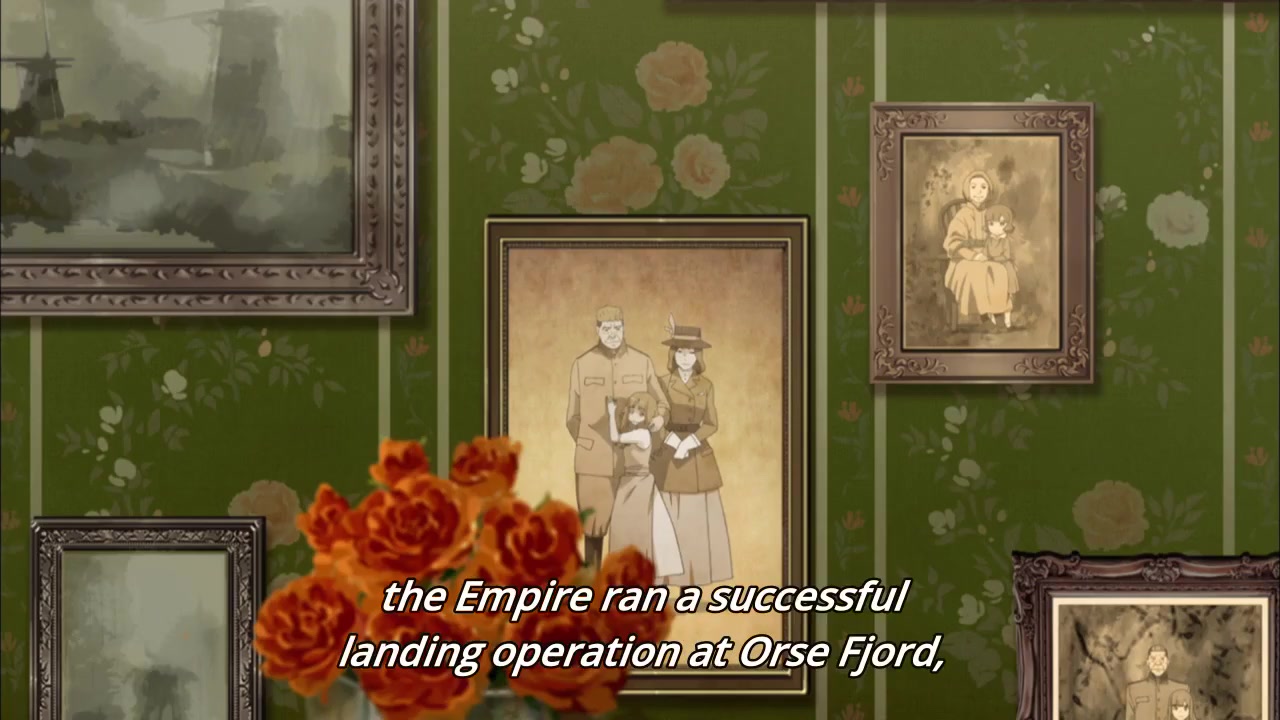 the Empire ran a successful
landing operation at Orse Fjord,